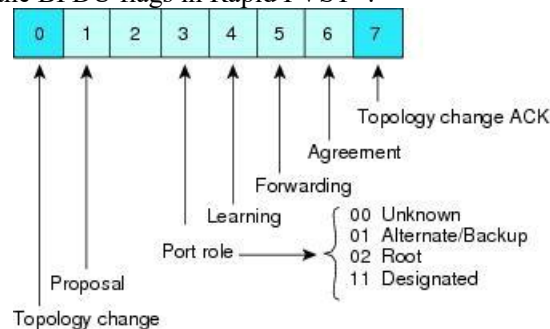 the BPDU flags in Rapid PVST+.
0 1 2 3 4 5 6 7
Topology change ACK
Agreement
Forwarding
Learning
Port role
00 Unknown
01 Alternate/Backup
02 Root
11 Designated
Proposal
Topology change